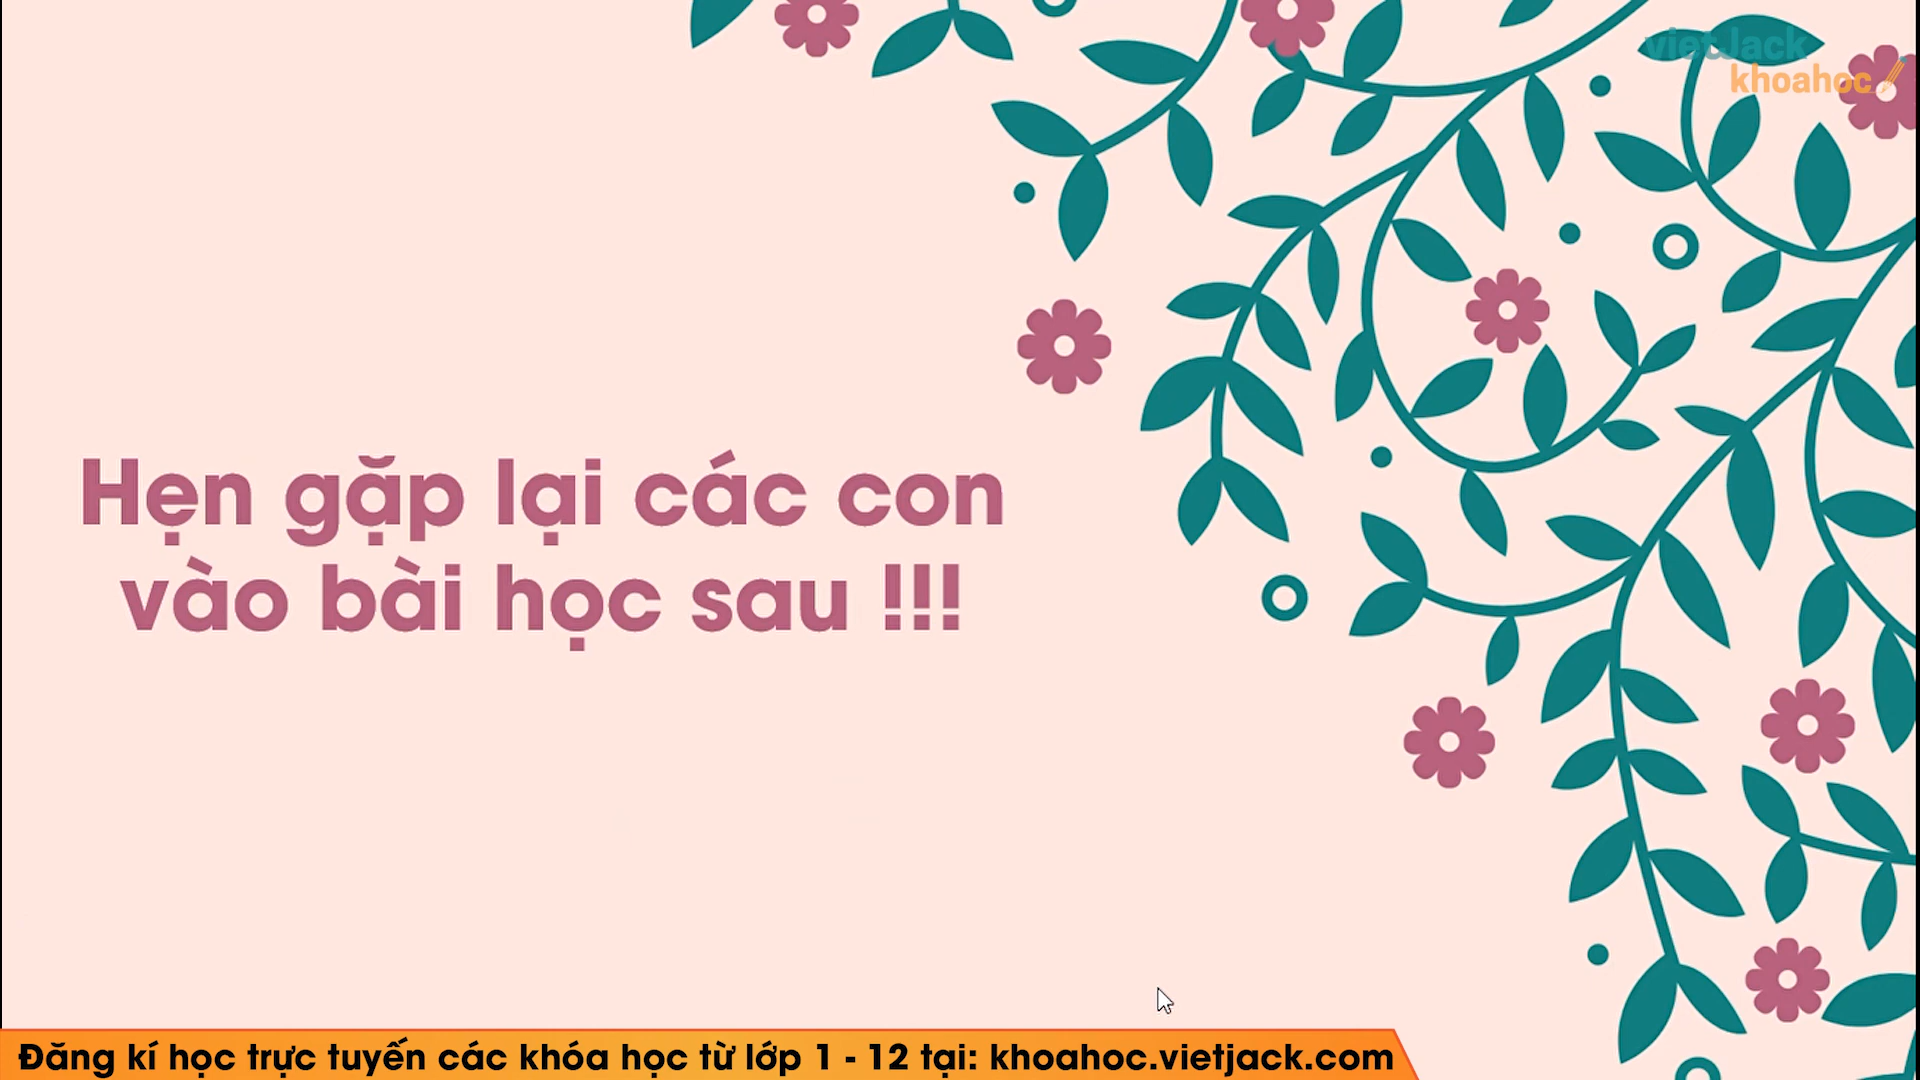 vietJack
khoahoc
Hẹn gặp lại các con
vào bài học sau !!!
Đăng kí học trực tuyến các khóa học từ lớp 1 - 12 tại: khoahoc.vietjack.com